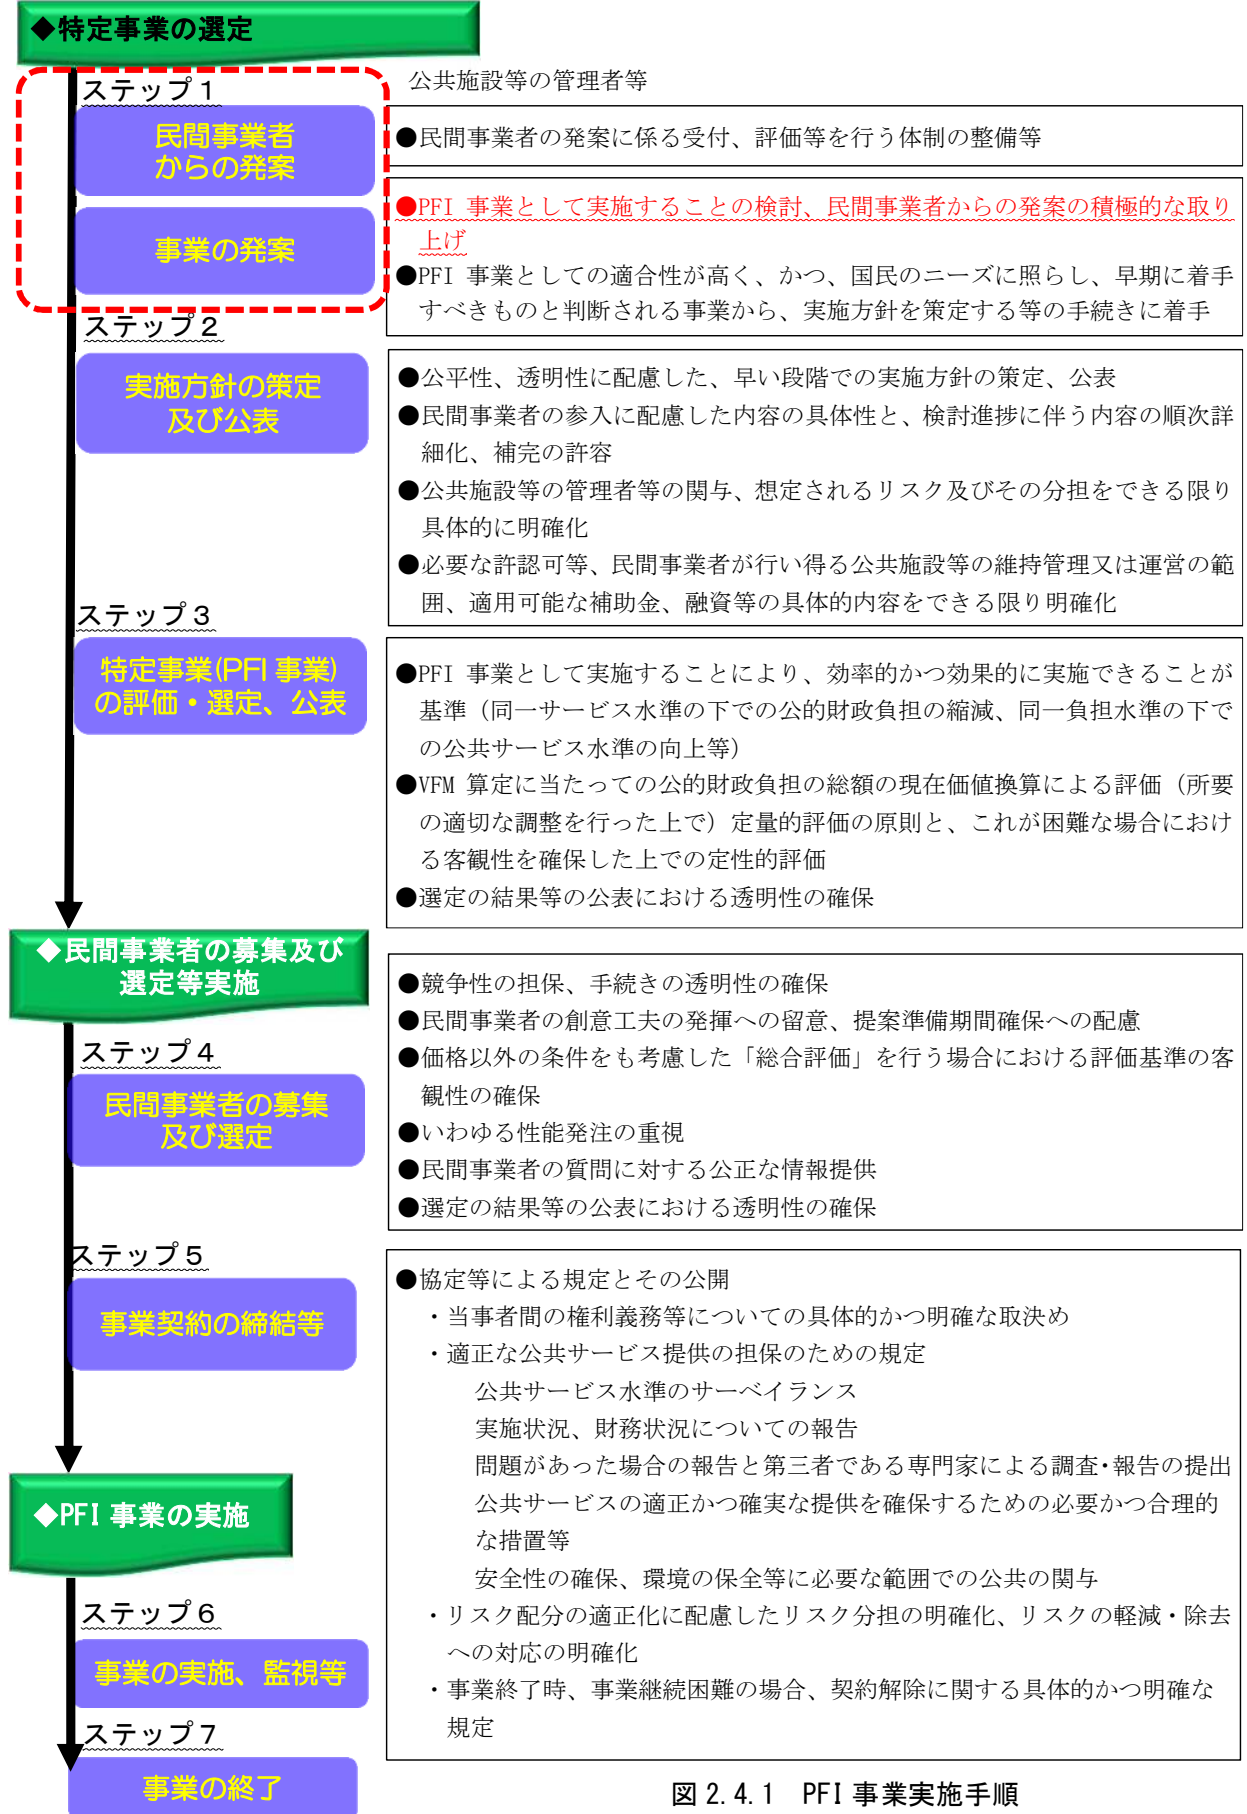 ◆特定事業の選定
公共施設等の管理者等
ステップ１
民間事業者
からの発案
●民間事業者の発案に係る受付、評価等を行う体制の整備等
事業の発案
●PFI 事業として実施することの検討、民間事業者からの発案の積極的な取り
上げ
●PFI 事業としての適合性が高く、かつ、国民のニーズに照らし、早期に着手
すべきものと判断される事業から、実施方針を策定する等の手続きに着手
ステップ２
実施方針の策定
及び公表
●公平性、透明性に配慮した、早い段階での実施方針の策定、公表
●民間事業者の参入に配慮した内容の具体性と、検討進捗に伴う内容の順次詳
細化、補完の許容
●公共施設等の管理者等の関与、想定されるリスク及びその分担をできる限り
具体的に明確化
●必要な許認可等、民間事業者が行い得る公共施設等の維持管理又は運営の範
囲、適用可能な補助金、融資等の具体的内容をできる限り明確化
ステップ３
特定事業(PFI 事業)
の評価・選定、公表
●PFI 事業として実施することにより、効率的かつ効果的に実施できることが
基準（同一サービス水準の下での公的財政負担の縮減、同一負担水準の下で
の公共サービス水準の向上等）
●VFM 算定に当たっての公的財政負担の総額の現在価値換算による評価（所要
の適切な調整を行った上で）定量的評価の原則と、これが困難な場合におけ
る客観性を確保した上での定性的評価
●選定の結果等の公表における透明性の確保
◆民間事業者の募集及び
選定等実施
ステップ４
民間事業者の募集
及び選定
●競争性の担保、手続きの透明性の確保
●民間事業者の創意工夫の発揮への留意、提案準備期間確保への配慮
●価格以外の条件をも考慮した「総合評価」を行う場合における評価基準の客
観性の確保
●いわゆる性能発注の重視
●民間事業者の質問に対する公正な情報提供
●選定の結果等の公表における透明性の確保
ステップ５
事業契約の締結等
●協定等による規定とその公開
・当事者間の権利義務等についての具体的かつ明確な取決め
・適正な公共サービス提供の担保のための規定
公共サービス水準のサーベイランス
実施状況、財務状況についての報告
問題があった場合の報告と第三者である専門家による調査・報告の提出
公共サービスの適正かつ確実な提供を確保するための必要かつ合理的
な措置等
安全性の確保、環境の保全等に必要な範囲での公共の関与
・リスク配分の適正化に配慮したリスク分担の明確化、リスクの軽減・除去
への対応の明確化
・事業終了時、事業継続困難の場合、契約解除に関する具体的かつ明確な
規定
◆PFI 事業の実施
ステップ６
事業の実施、監視等
ステップ７
事業の終了
図 2.4.1 PFI 事業実施手順